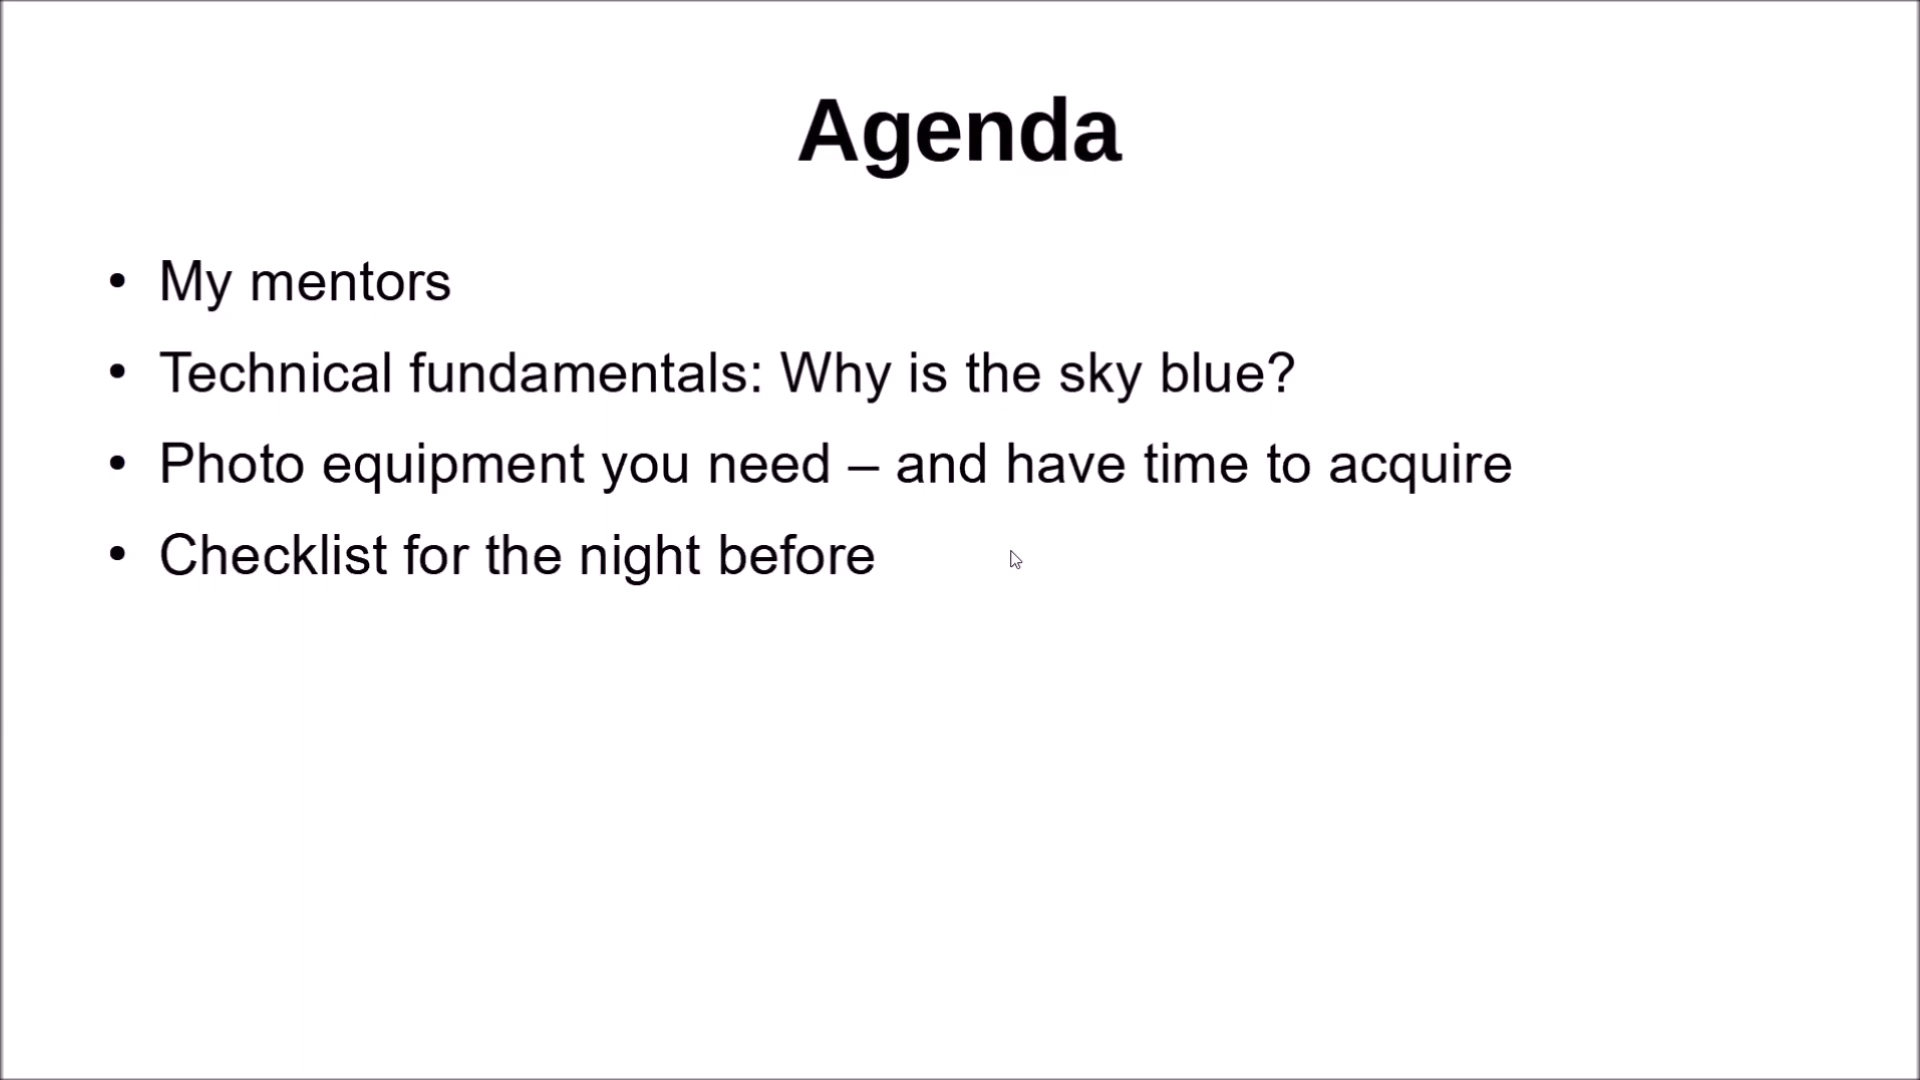 Agenda
• My mentors
• Technical fundamentals: Why is the sky blue?
• Photo equipment you need – and have time to acquire
• Checklist for the night before